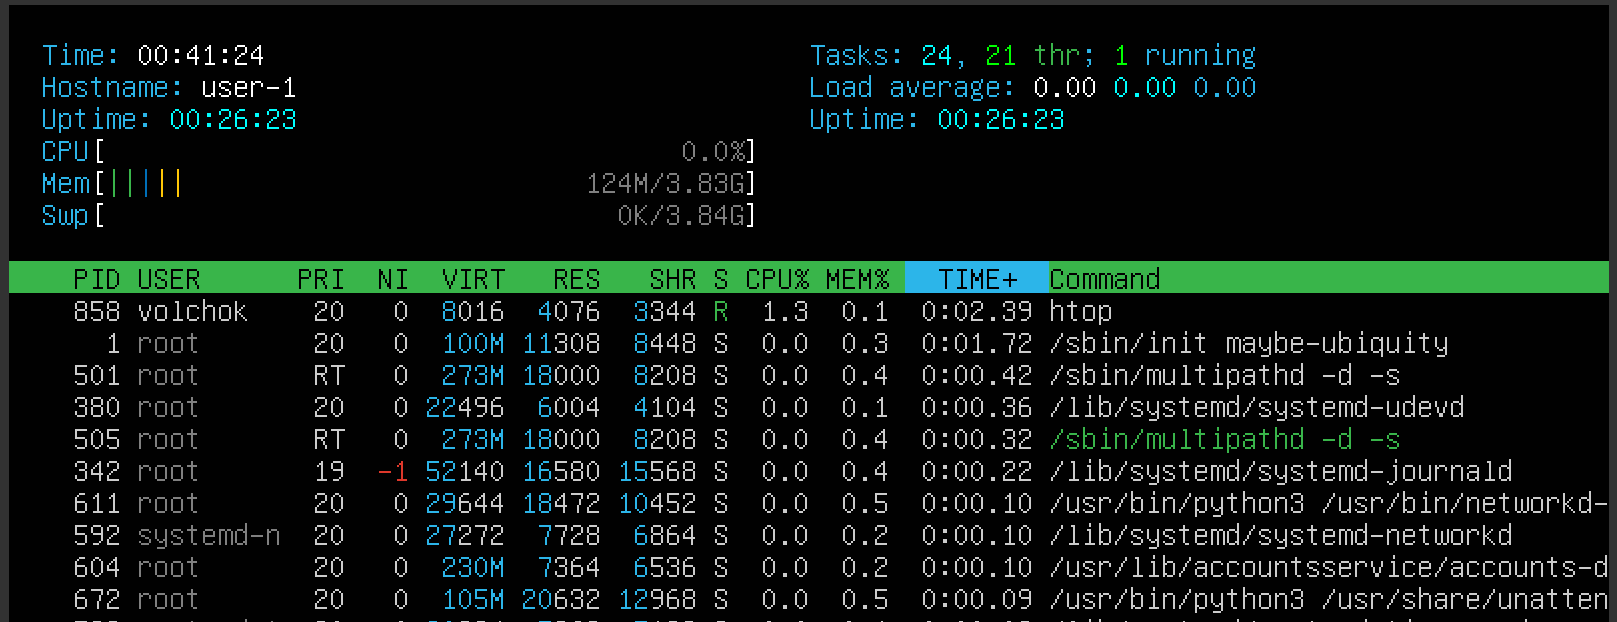 Time: 00:41:24 Tasks: 24, 21 thr; 1 running
Hostname: user-1 Load average: 0.00 0.00 0.00
Uptime: 00:26:23 Uptime: 00:26:23
CPU[ 0.0%]
Mem[||||| 124M/3.83G]
Swp[ 0K/3.84G]
PID USER PRI NI VIRT RES SHR S CPU% MEM% TIME+ Command
858 volchok 20 0 8016 4076 3344 R 1.3 0.1 0:02.39 htop
1 root 20 0 100M 11308 8448 S 0.0 0.3 0:01.72 /sbin/init maybe-ubiquity
501 root RT 0 273M 18000 8208 S 0.0 0.4 0:00.42 /sbin/multipathd -d -s
380 root 20 0 22496 6004 4104 S 0.0 0.1 0:00.36 /lib/systemd/systemd-udevd
505 root RT 0 273M 18000 8208 S 0.0 0.4 0:00.32 /sbin/multipathd -d -s
342 root 19 -1 52140 16580 15568 S 0.0 0.4 0:00.22 /lib/systemd/systemd-journald
611 root 20 0 29644 18472 10452 S 0.0 0.5 0:00.10 /usr/bin/python3 /usr/bin/networkd-
592 systemd-n 20 0 27272 7728 6864 S 0.0 0.2 0:00.10 /lib/systemd/systemd-networkd
604 root 20 0 230M 7364 6536 S 0.0 0.2 0:00.10 /usr/lib/accountsservice/accounts-d
672 root 20 0 105M 20632 12968 S 0.0 0.5 0:00.09 /usr/bin/python3 /usr/share/unatten